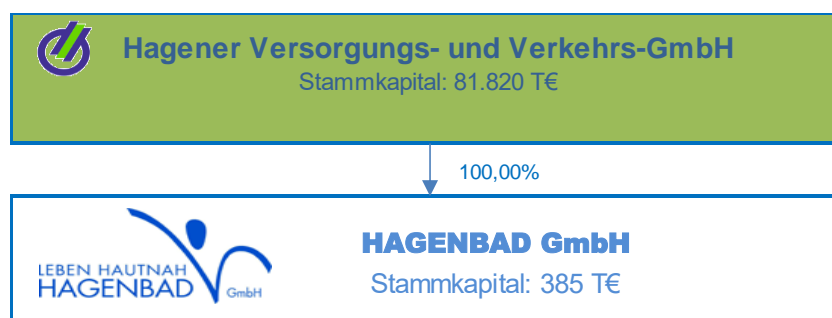 Hagener Versorgungs- und Verkehrs-GmbH
Stammkapital: 81.820 T€
100,00%
LEBEN HAUTNAH
HAGENBAD GmbH
HAGENBAD GmbH
Stammkapital: 385 T€